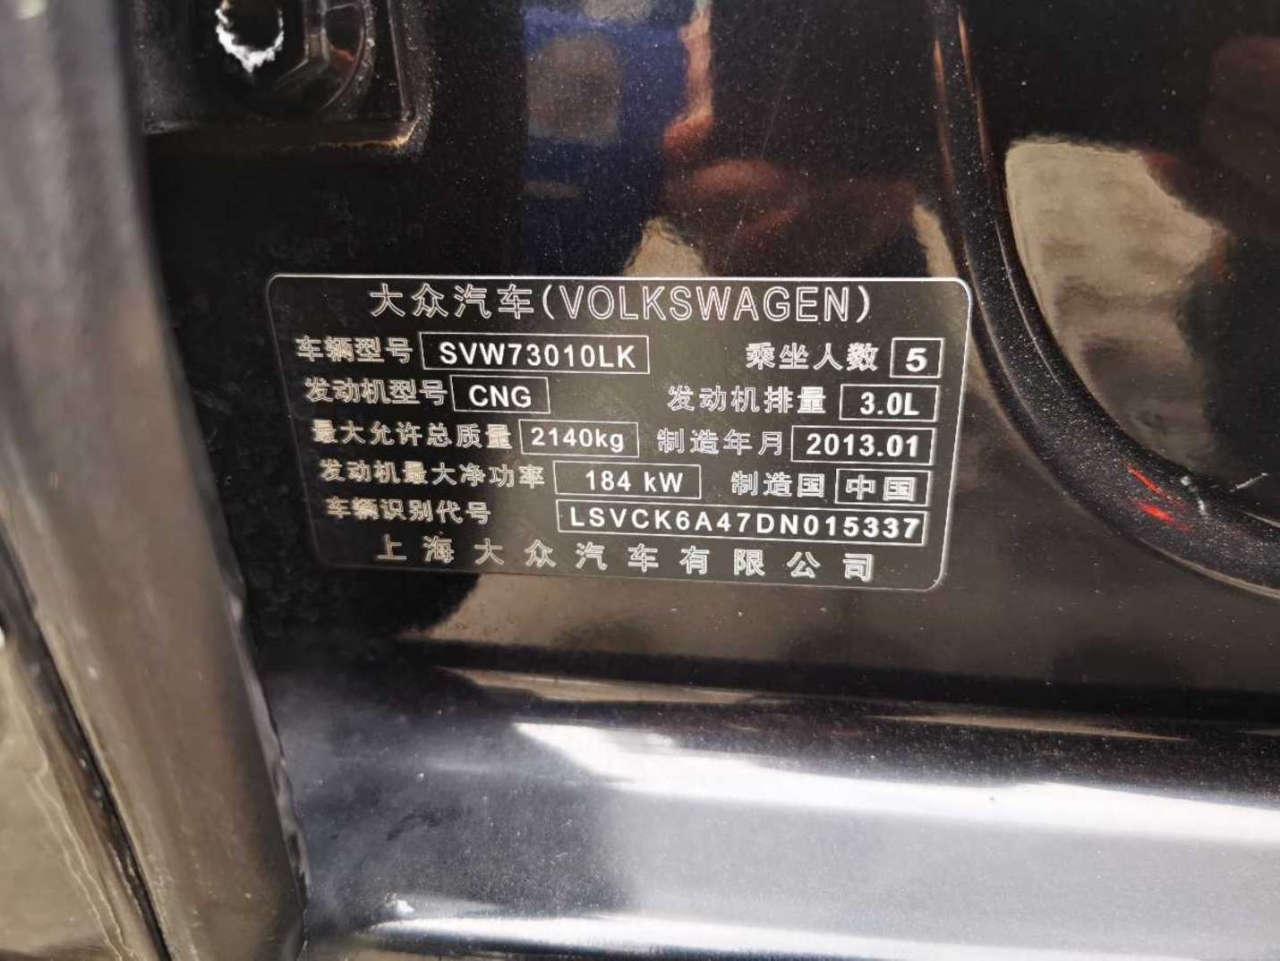 大众汽车(VOLKSWAGEN)
车辆型号 SVW73010LK 乘坐人数 5
发动机型号 CNG 发动机排量 3.0L
最大允许总质量 2140kg 制造年月 2013.01
发动机最大净功率 184 kW 制造国 中国
车辆识别代号 LSVCK6A47DN015337
上海大众汽车有限公司